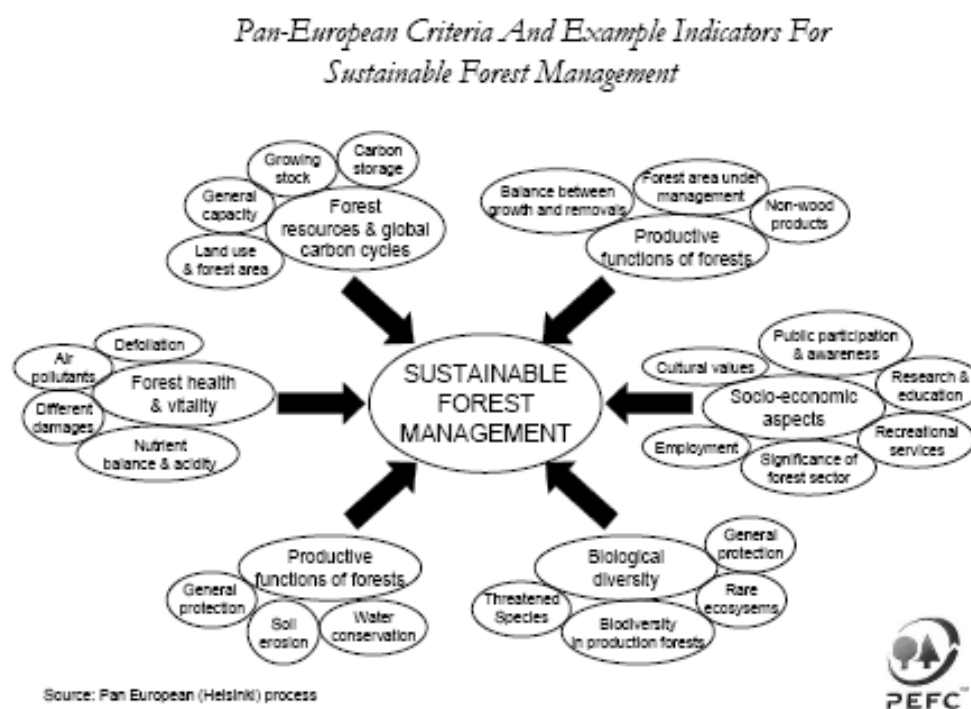 Pan-European Criteria And Example Indicators For
Sustainable Forest Management
Growing
stock
Carbon
storage
General
capacity
Forest
resources & global
carbon cycles
Land use
& forest area
Balance between
growth and removals
Forest area under
management
Non-wood
products
Productive
functions of forests
Defoliation
Air
pollutants
Forest health
& vitality
Different
damages
Nutrient
balance & acidity
SUSTAINABLE
FOREST
MANAGEMENT
Public participation
& awareness
Cultural values
Research &
education
Socio-economic
aspects
Employment
Recreational
services
Significance of
forest sector
Productive
functions of forests
General
protection
Soil
erosion
Water
conservation
Biological
diversity
General
protection
Threatened
Species
Rare
ecosysems
Biodiversity
in production forests
Source: Pan European (Helsinki) process
PEFC